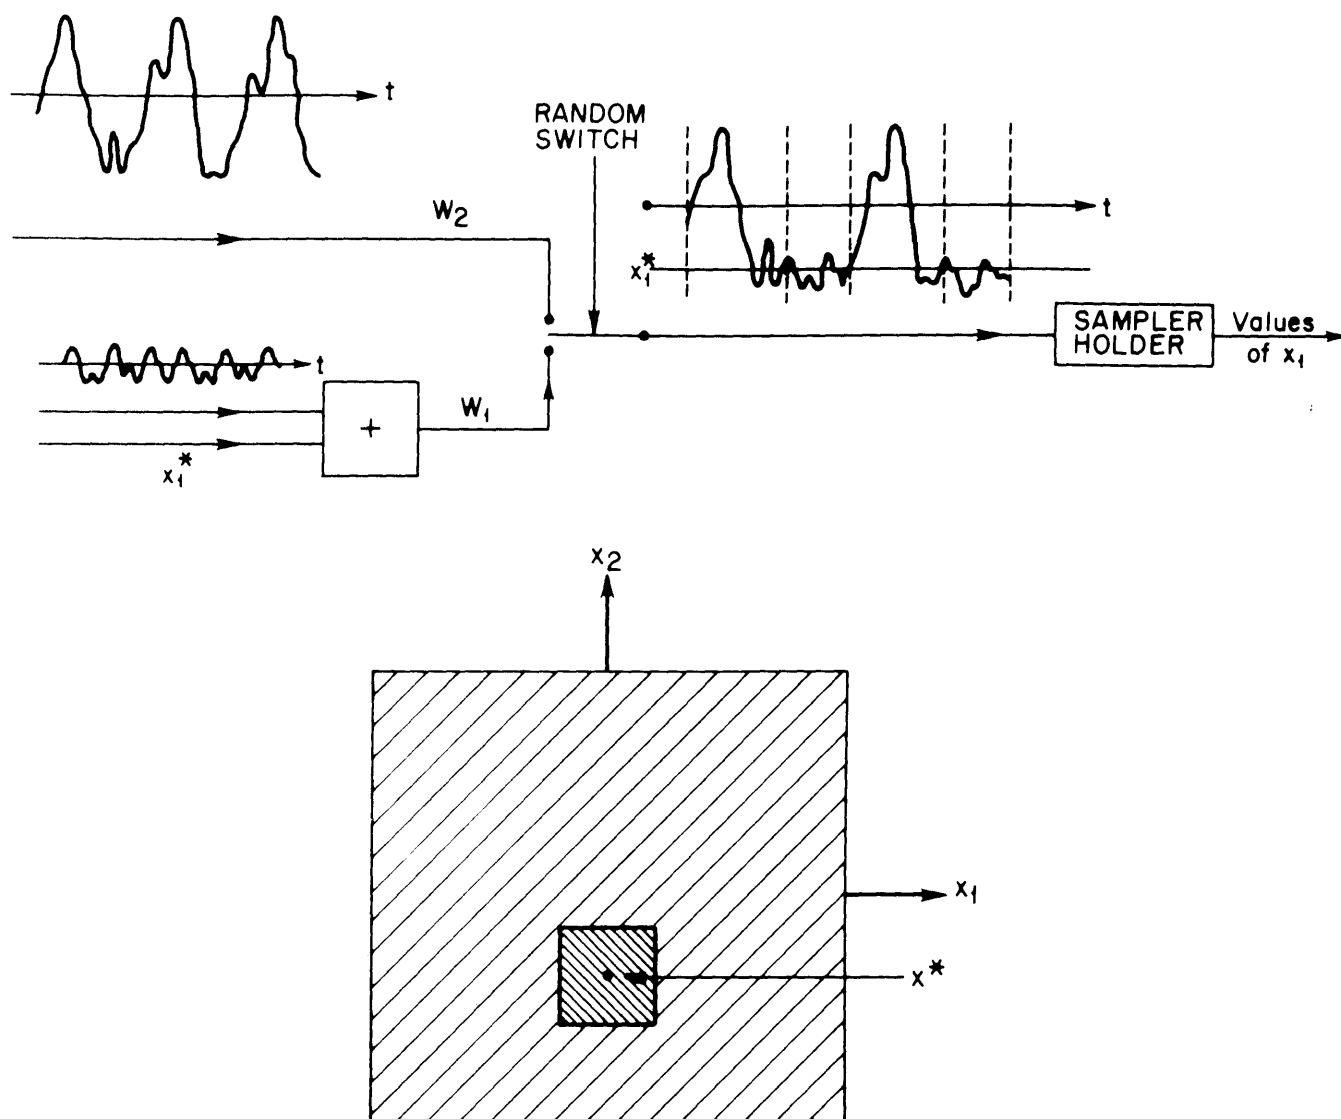 t
RANDOM
SWITCH
W₂
t
x₁*
SAMPLER
HOLDER
Values
of x₁
t
W₁
+
x₁*
x₂
x₁
x*